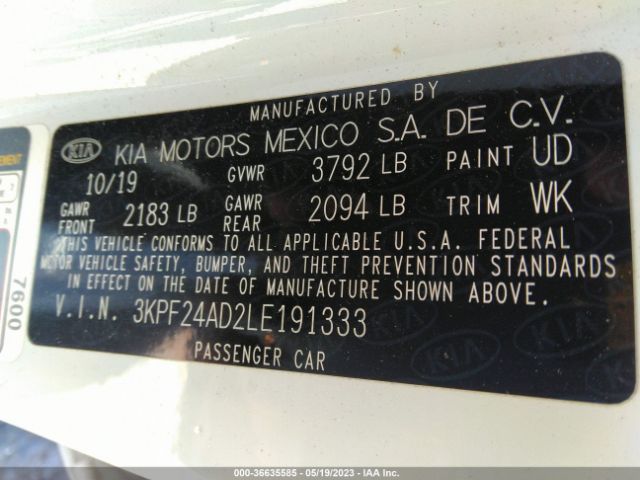 MANUFACTURED BY
KIA KIA MOTORS MEXICO S.A. DE C.V.
10/19 GVWR 3792 LB PAINT UD
GAWR FRONT 2183 LB GAWR REAR 2094 LB TRIM WK
THIS VEHICLE CONFORMS TO ALL APPLICABLE U.S.A. FEDERAL
MOTOR VEHICLE SAFETY, BUMPER, AND THEFT PREVENTION STANDARDS
IN EFFECT ON THE DATE OF MANUFACTURE SHOWN ABOVE.
V.I.N. 3KPF24AD2LE191333
PASSENGER CAR
7600
© (36635585 - 05/19/2023 - IAA Inc.)